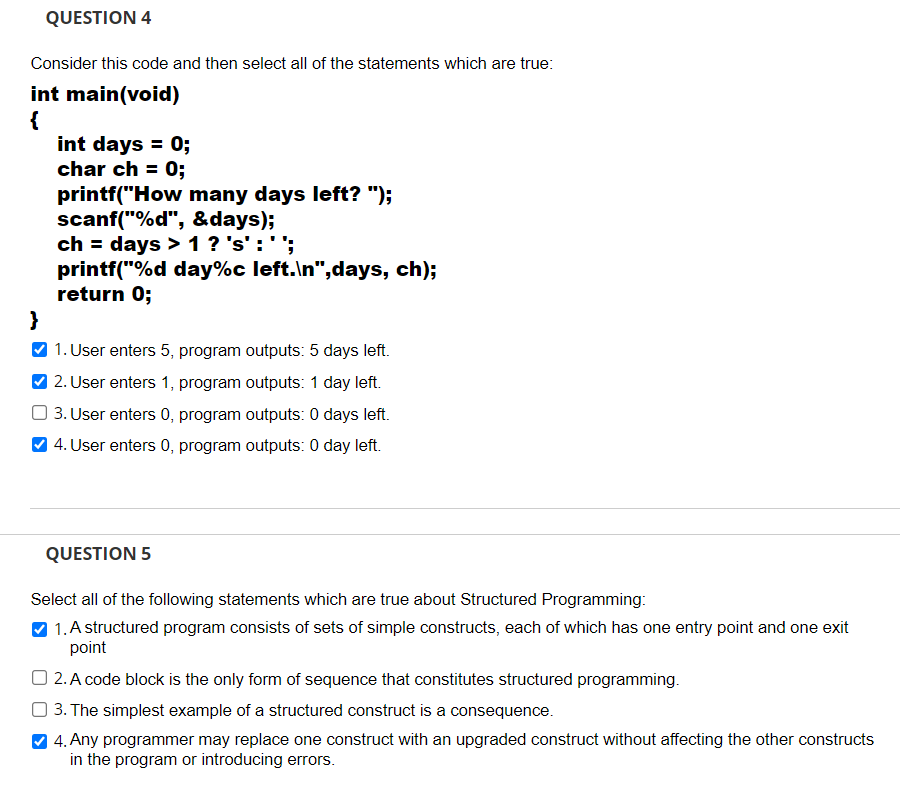 QUESTION 4
Consider this code and then select all of the statements which are true:
int main(void)
{
int days = 0;
char ch = 0;
printf("How many days left? ");
scanf("%d", &days);
ch = days > 1 ? 's' : ' ';
printf("%d day%c left.\n",days, ch);
return 0;
}
1. User enters 5, program outputs: 5 days left.
2. User enters 1, program outputs: 1 day left.
3. User enters 0, program outputs: 0 days left.
4. User enters 0, program outputs: 0 day left.
QUESTION 5
Select all of the following statements which are true about Structured Programming:
1. A structured program consists of sets of simple constructs, each of which has one entry point and one exit
point
2. A code block is the only form of sequence that constitutes structured programming.
3. The simplest example of a structured construct is a consequence.
4. Any programmer may replace one construct with an upgraded construct without affecting the other constructs
in the program or introducing errors.